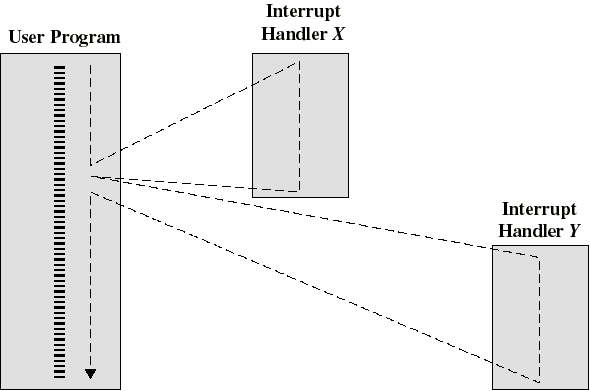 User Program
Interrupt
Handler X
Interrupt
Handler Y